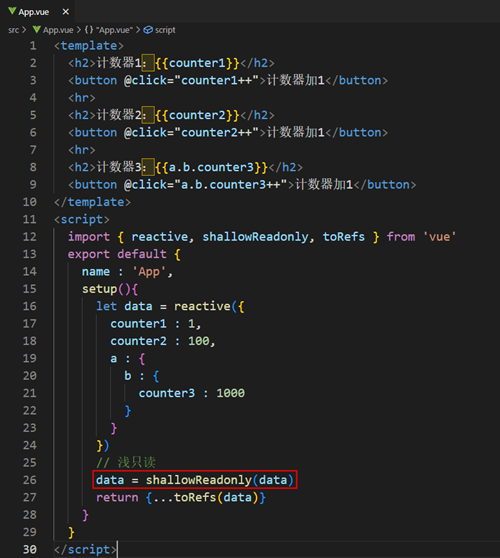 App.vue ×
src > App.vue > {} "App.vue" > script
1 <template>
2   <h2>计数器1：{{counter1}}</h2>
3   <button @click="counter1++">计数器加1</button>
4   <hr>
5   <h2>计数器2：{{counter2}}</h2>
6   <button @click="counter2++">计数器加1</button>
7   <hr>
8   <h2>计数器3：{{a.b.counter3}}</h2>
9   <button @click="a.b.counter3++">计数器加1</button>
10 </template>
11 <script>
12   import { reactive, shallowReadonly, toRefs } from 'vue'
13   export default {
14     name : 'App',
15     setup(){
16       let data = reactive({
17         counter1 : 1,
18         counter2 : 100,
19         a : {
20           b : {
21             counter3 : 1000
22           }
23         }
24       })
25       // 浅只读
26       data = shallowReadonly(data)
27       return {...toRefs(data)}
28     }
29   }
30 </script>